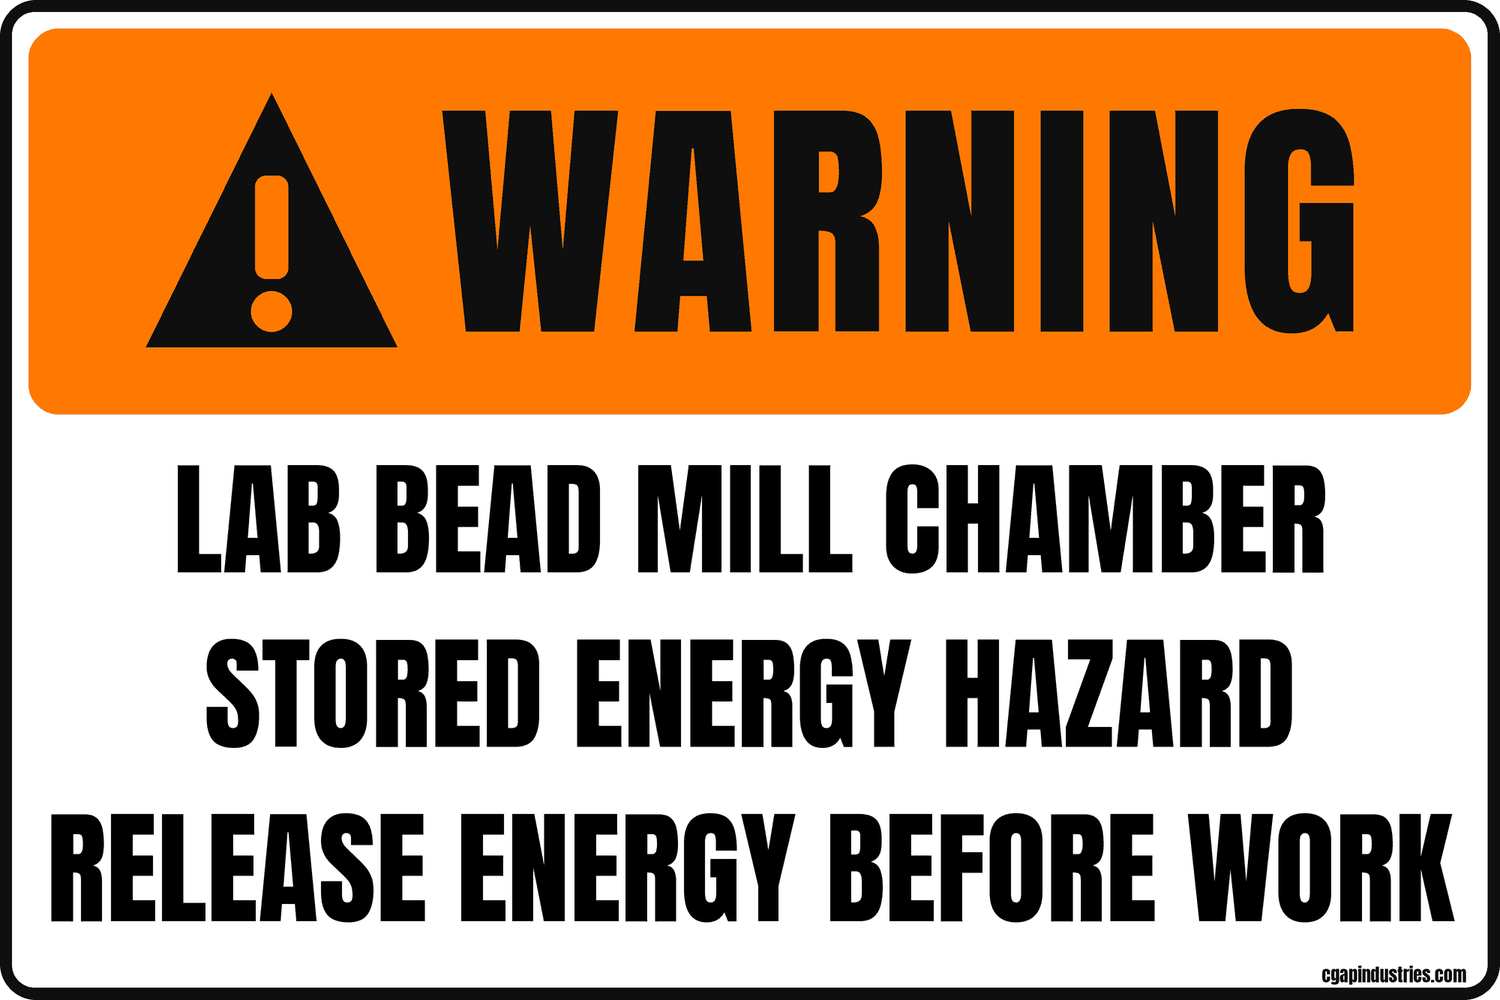 WARNING
LAB BEAD MILL CHAMBER
STORED ENERGY HAZARD
RELEASE ENERGY BEFORE WORK
cgapindustries.com